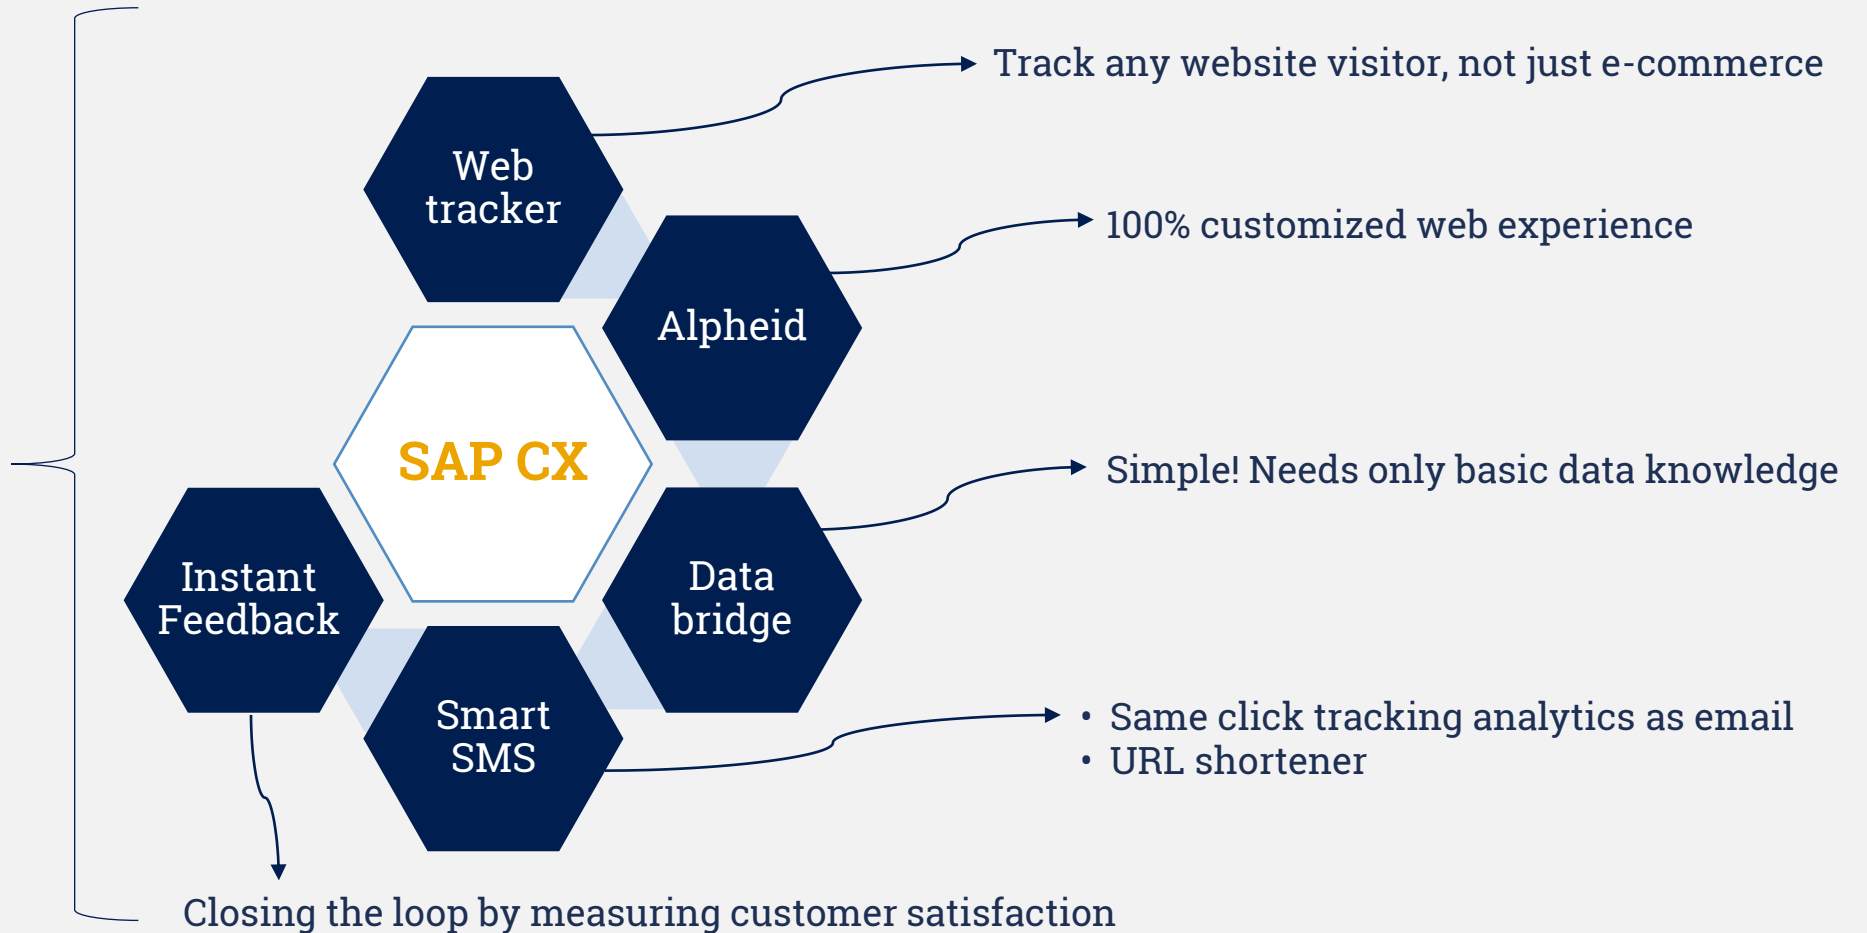 Track any website visitor, not just e-commerce
Web
tracker
100% customized web experience
Alpheid
SAP CX
Simple! Needs only basic data knowledge
Instant
Feedback
Data
bridge
Smart
SMS
• Same click tracking analytics as email
• URL shortener
Closing the loop by measuring customer satisfaction